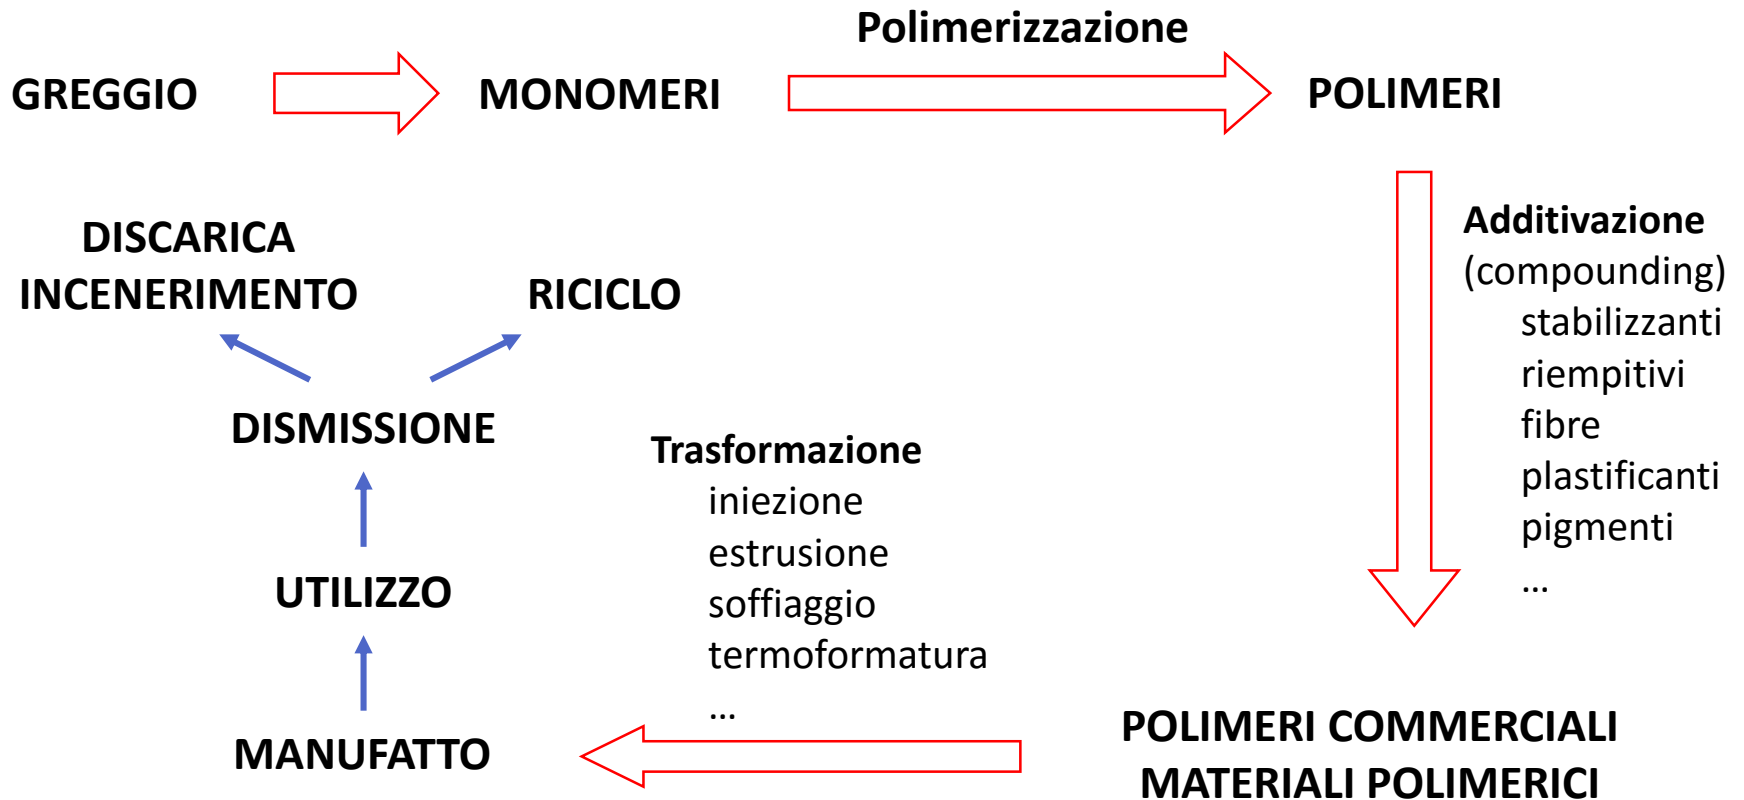 Polimerizzazione
GREGGIO
MONOMERI
POLIMERI
Additivazione
(compounding)
stabilizzanti
riempitivi
fibre
plastificanti
pigmenti
...
DISCARICA
INCENERIMENTO
RICICLO
DISMISSIONE
UTILIZZO
MANUFATTO
Trasformazione
iniezione
estrusione
soffiaggio
termoformatura
...
POLIMERI COMMERCIALI
MATERIALI POLIMERICI